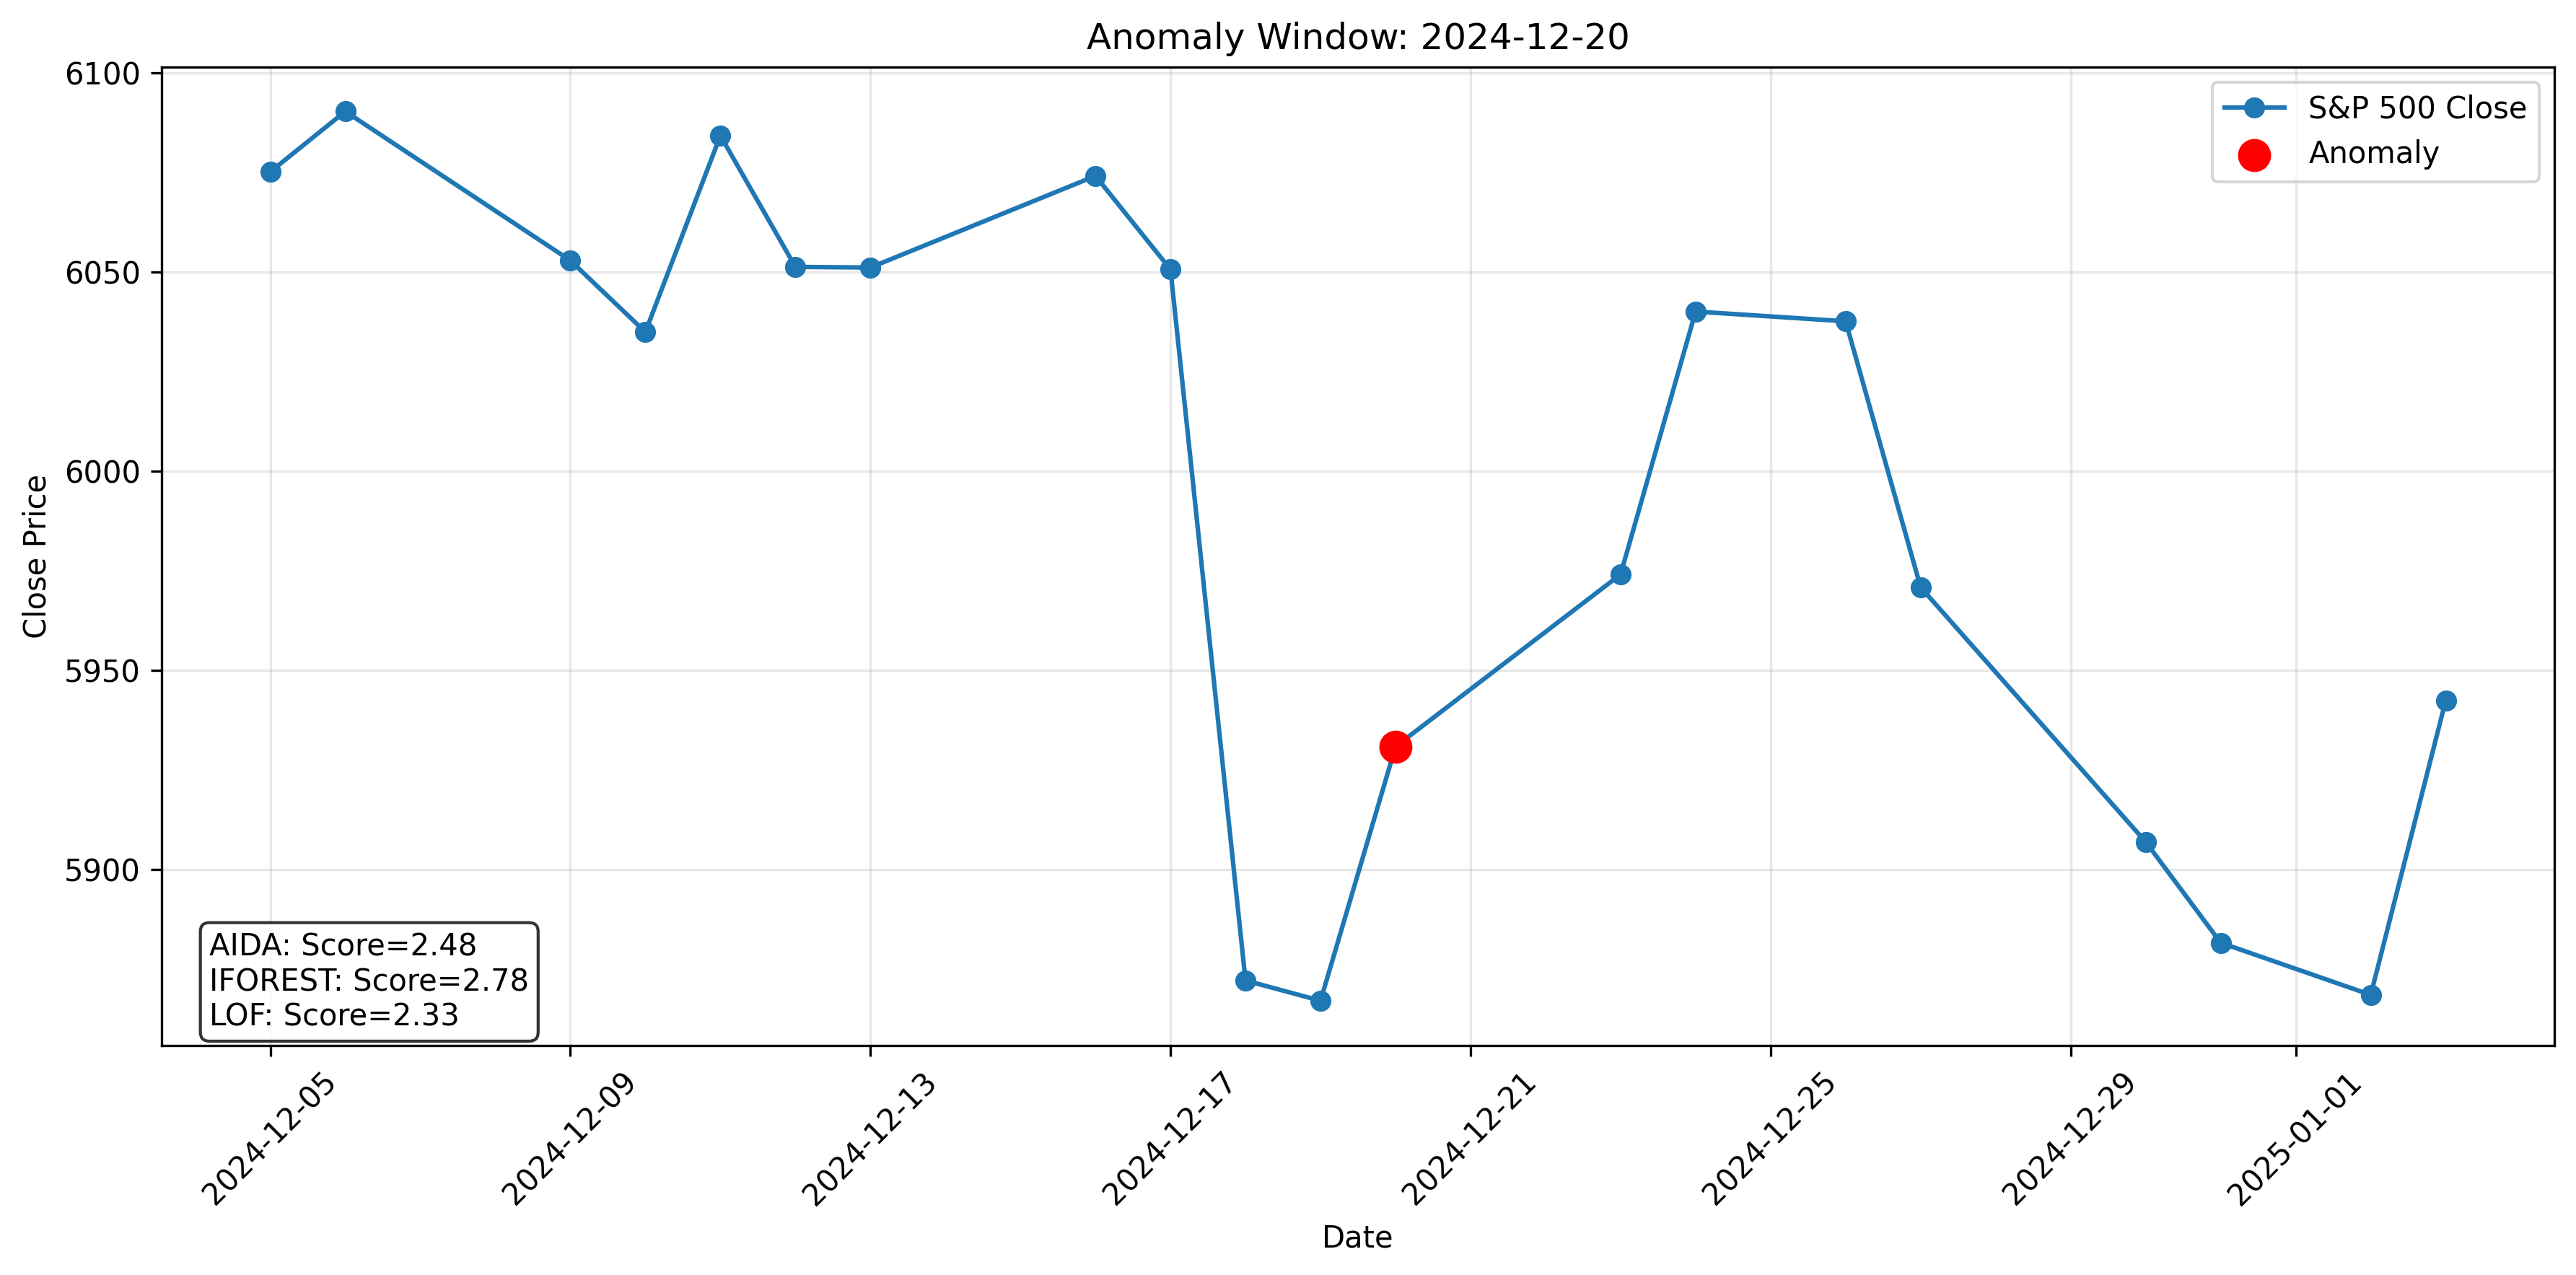 Anomaly Window: 2024-12-20
6100
6050
6000
5950
5900
Close Price
S&P 500 Close
Anomaly
AIDA: Score=2.48
IFOREST: Score=2.78
LOF: Score=2.33
2024-12-05
2024-12-09
2024-12-13
2024-12-17
2024-12-21
2024-12-25
2024-12-29
2025-01-01
Date